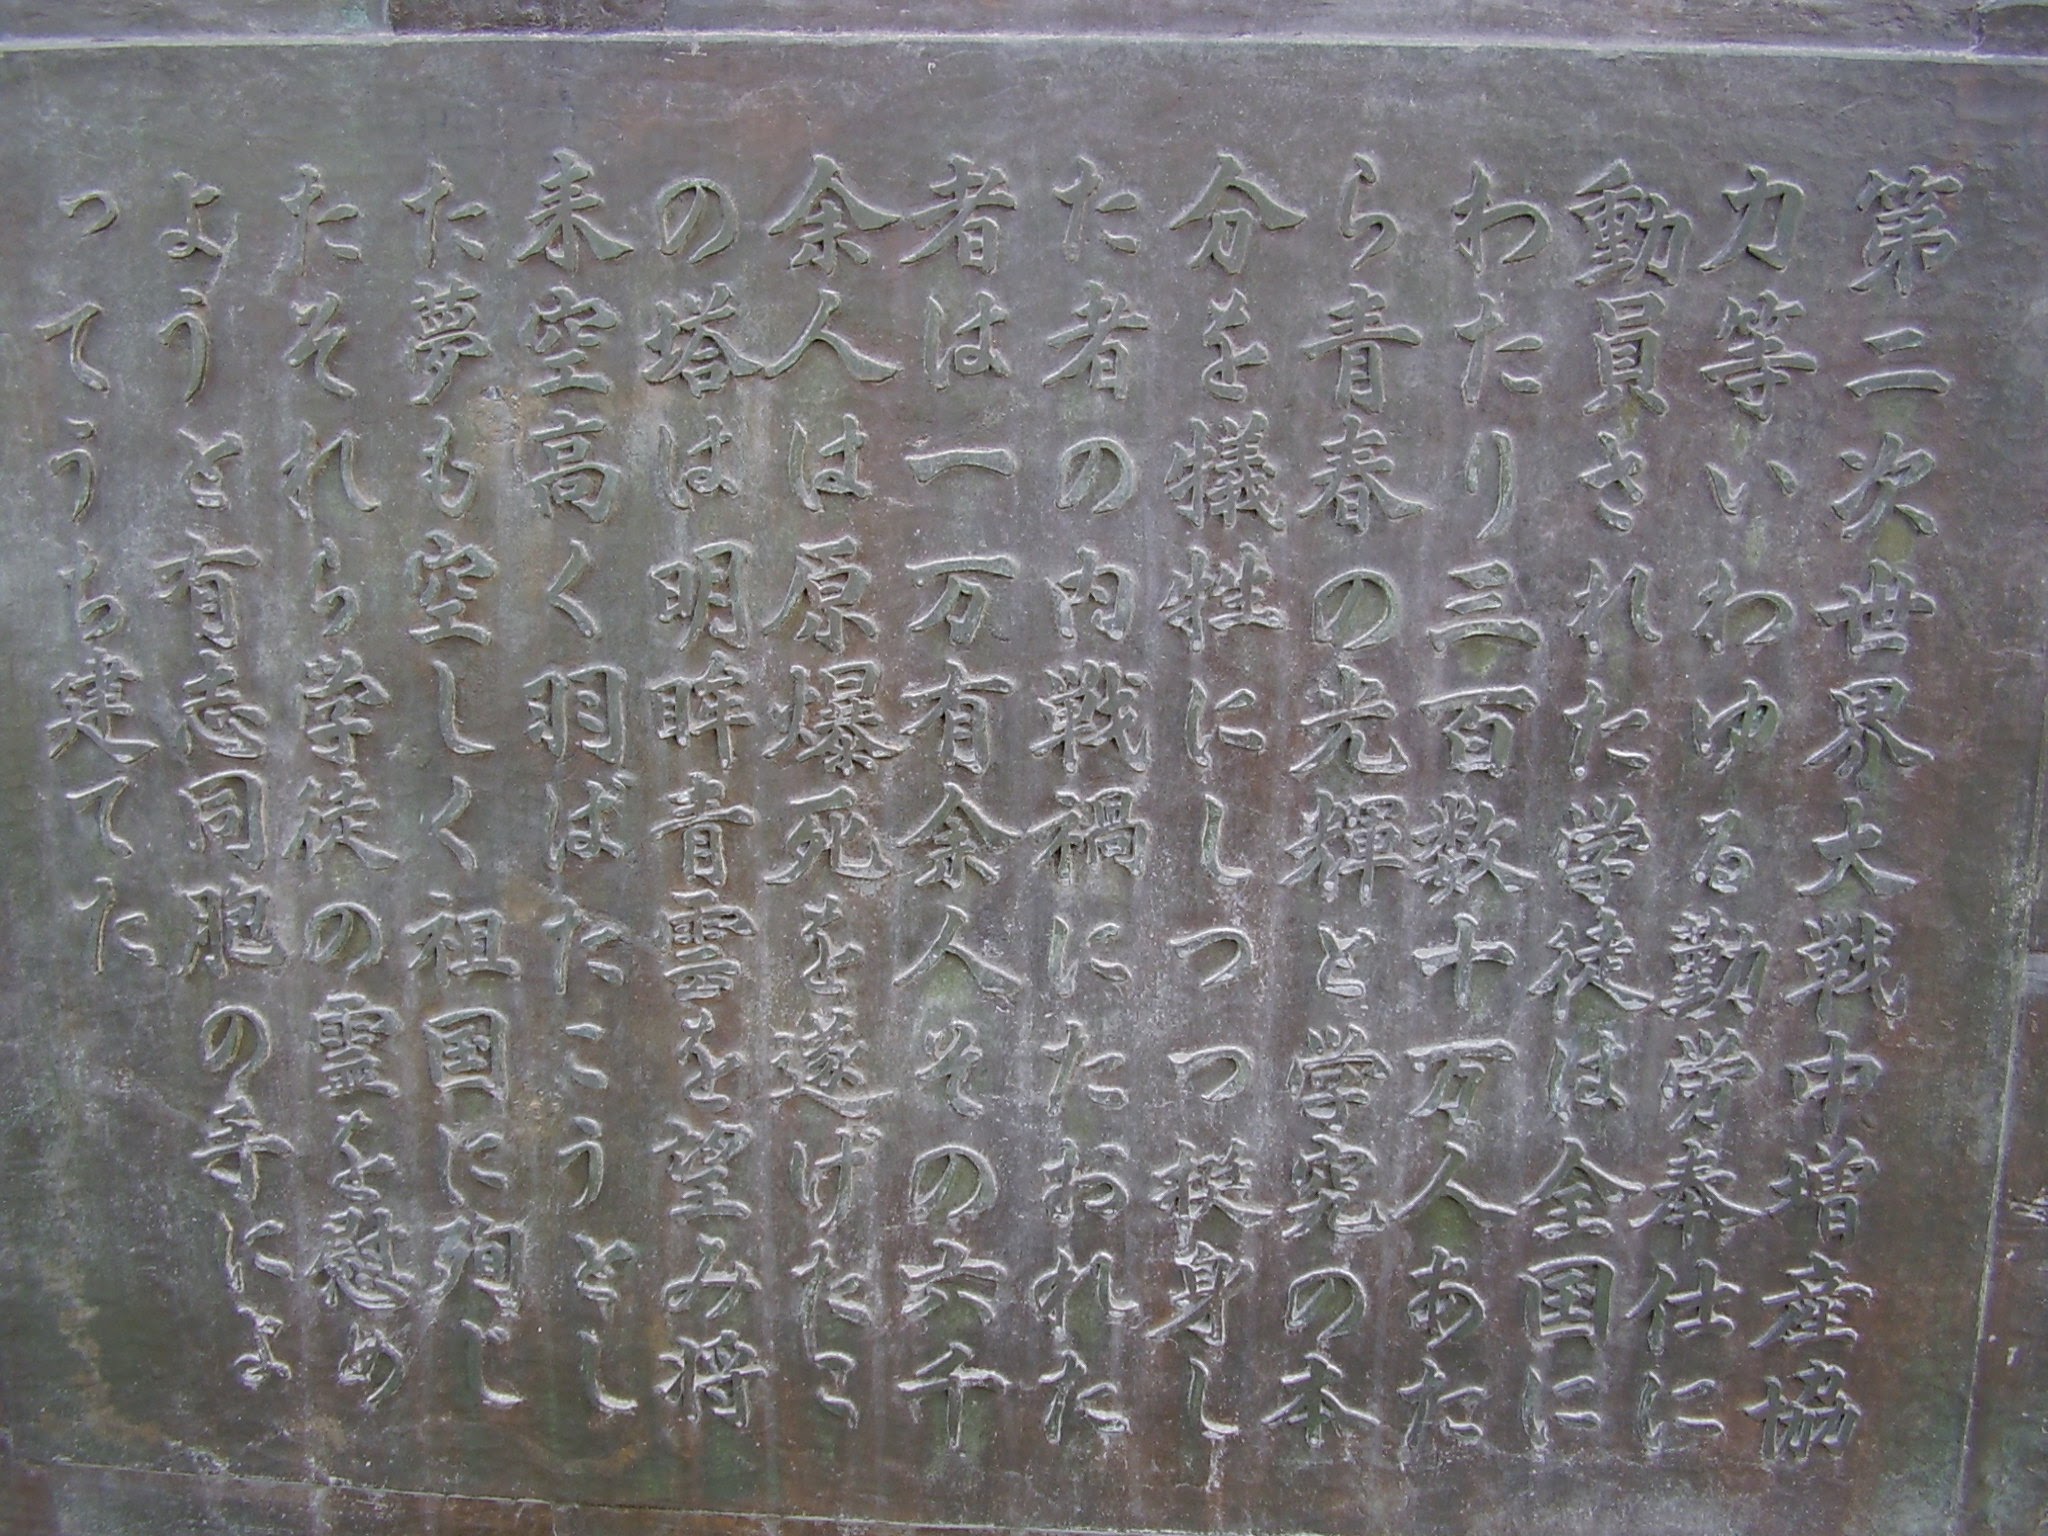 第二次世界大戦中増産協
力等いわゆる勤労奉仕に
動員された学徒は全国に
わたり三百数十万人あた
ら青春の光輝と学究の本
分を犠牲にしつつ挺身し
た者の内戦禍にたおれた
者は一万有余人その六千
余人は原爆死を遂げたこ
の塔は明眸青雲を望み将
来空高く羽ばたこうとし
た夢も空しく祖国に殉じ
たそれら学徒の霊を慰め
ようと有志同胞の手によ
ってうち建てた